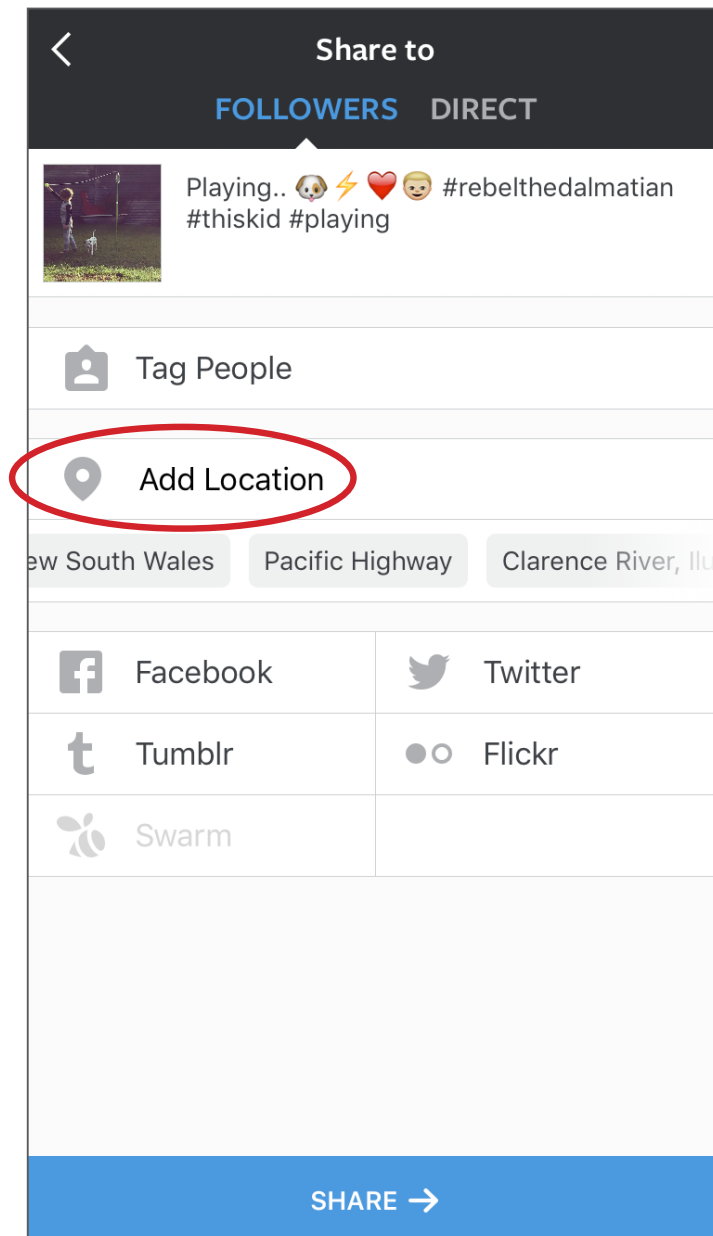 Share to
FOLLOWERS DIRECT
Playing.. 🐶⚡❤️👦🏼 #rebelthedalmatian
#thiskid #playing
Tag People
Add Location
South Wales Pacific Highway Clarence River,
Facebook Twitter
Tumblr Flickr
Swarm
SHARE →